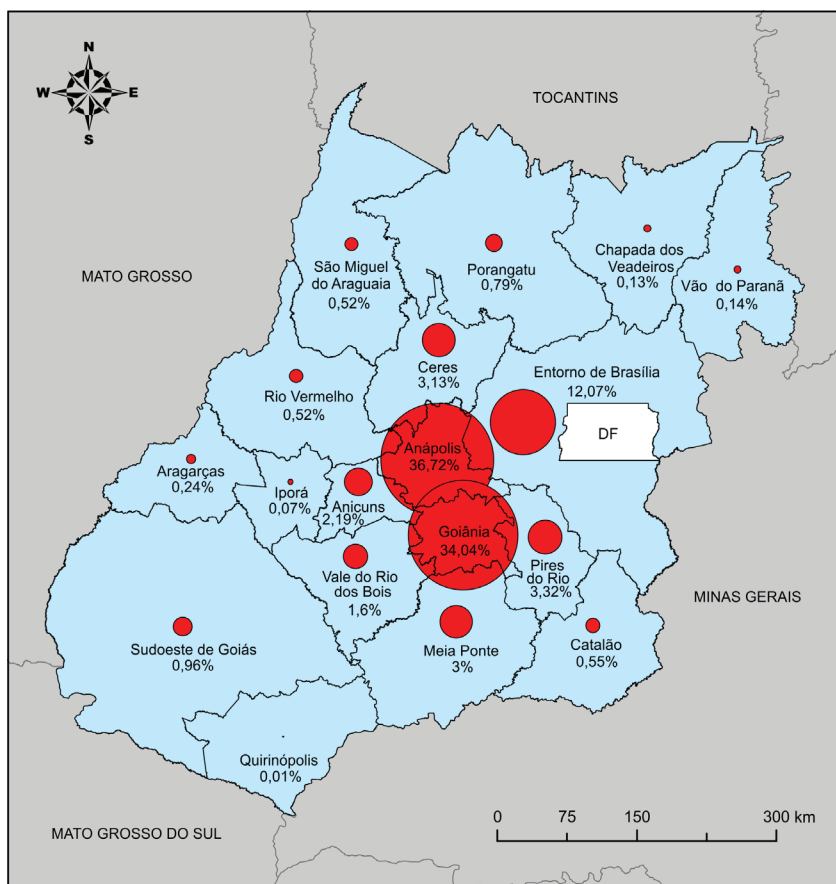 N
W
E
S
TOCANTINS
MATO GROSSO
São Miguel
do Araguaia
0,52%
Porangatu
0,79%
Chapada dos
Veadeiros
0,13%
Vão do Paranã
0,14%
Ceres
3,13%
Entorno de Brasília
12,07%
DF
Rio Vermelho
0,52%
Anápolis
36,72%
Aragarças
0,24%
Iporá
0,07%
Anicuns
2,19%
Goiânia
34,04%
Vale do Rio
dos Bois
1,6%
Pires
do Rio
3,32%
MINAS GERAIS
Sudoeste de Goiás
0,96%
Meia Ponte
3%
Catalão
0,55%
Quirinópolis
0,01%
MATO GROSSO DO SUL
0 75 150 300 km